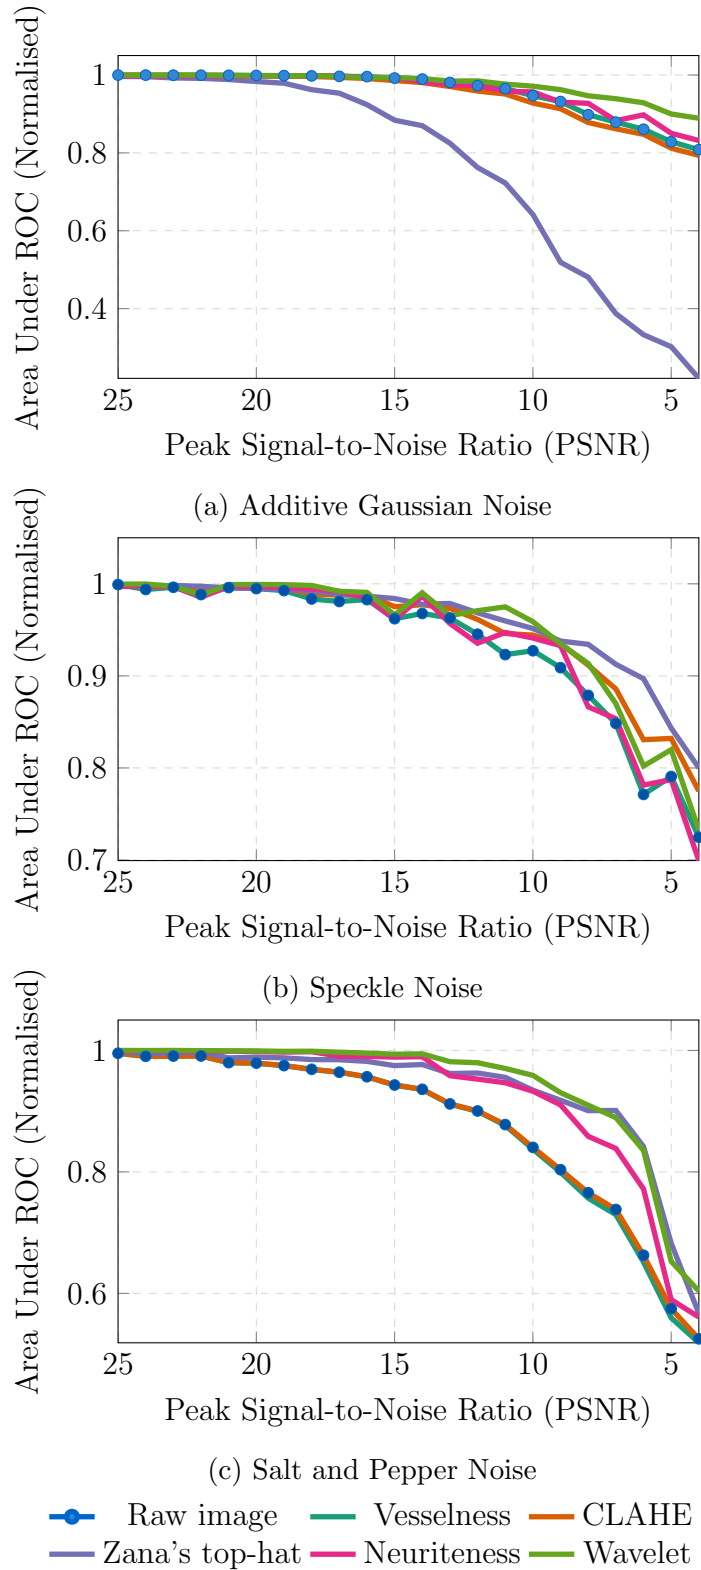 1
0.8
0.6
0.4
25 20 15 10 5
Area Under ROC (Normalised)
Peak Signal-to-Noise Ratio (PSNR)
(a) Additive Gaussian Noise
1
0.9
0.8
0.7
25 20 15 10 5
Area Under ROC (Normalised)
Peak Signal-to-Noise Ratio (PSNR)
(b) Speckle Noise
1
0.8
0.6
25 20 15 10 5
Area Under ROC (Normalised)
Peak Signal-to-Noise Ratio (PSNR)
(c) Salt and Pepper Noise
Raw image Vesselness CLAHE
Zana's top-hat Neuriteness Wavelet